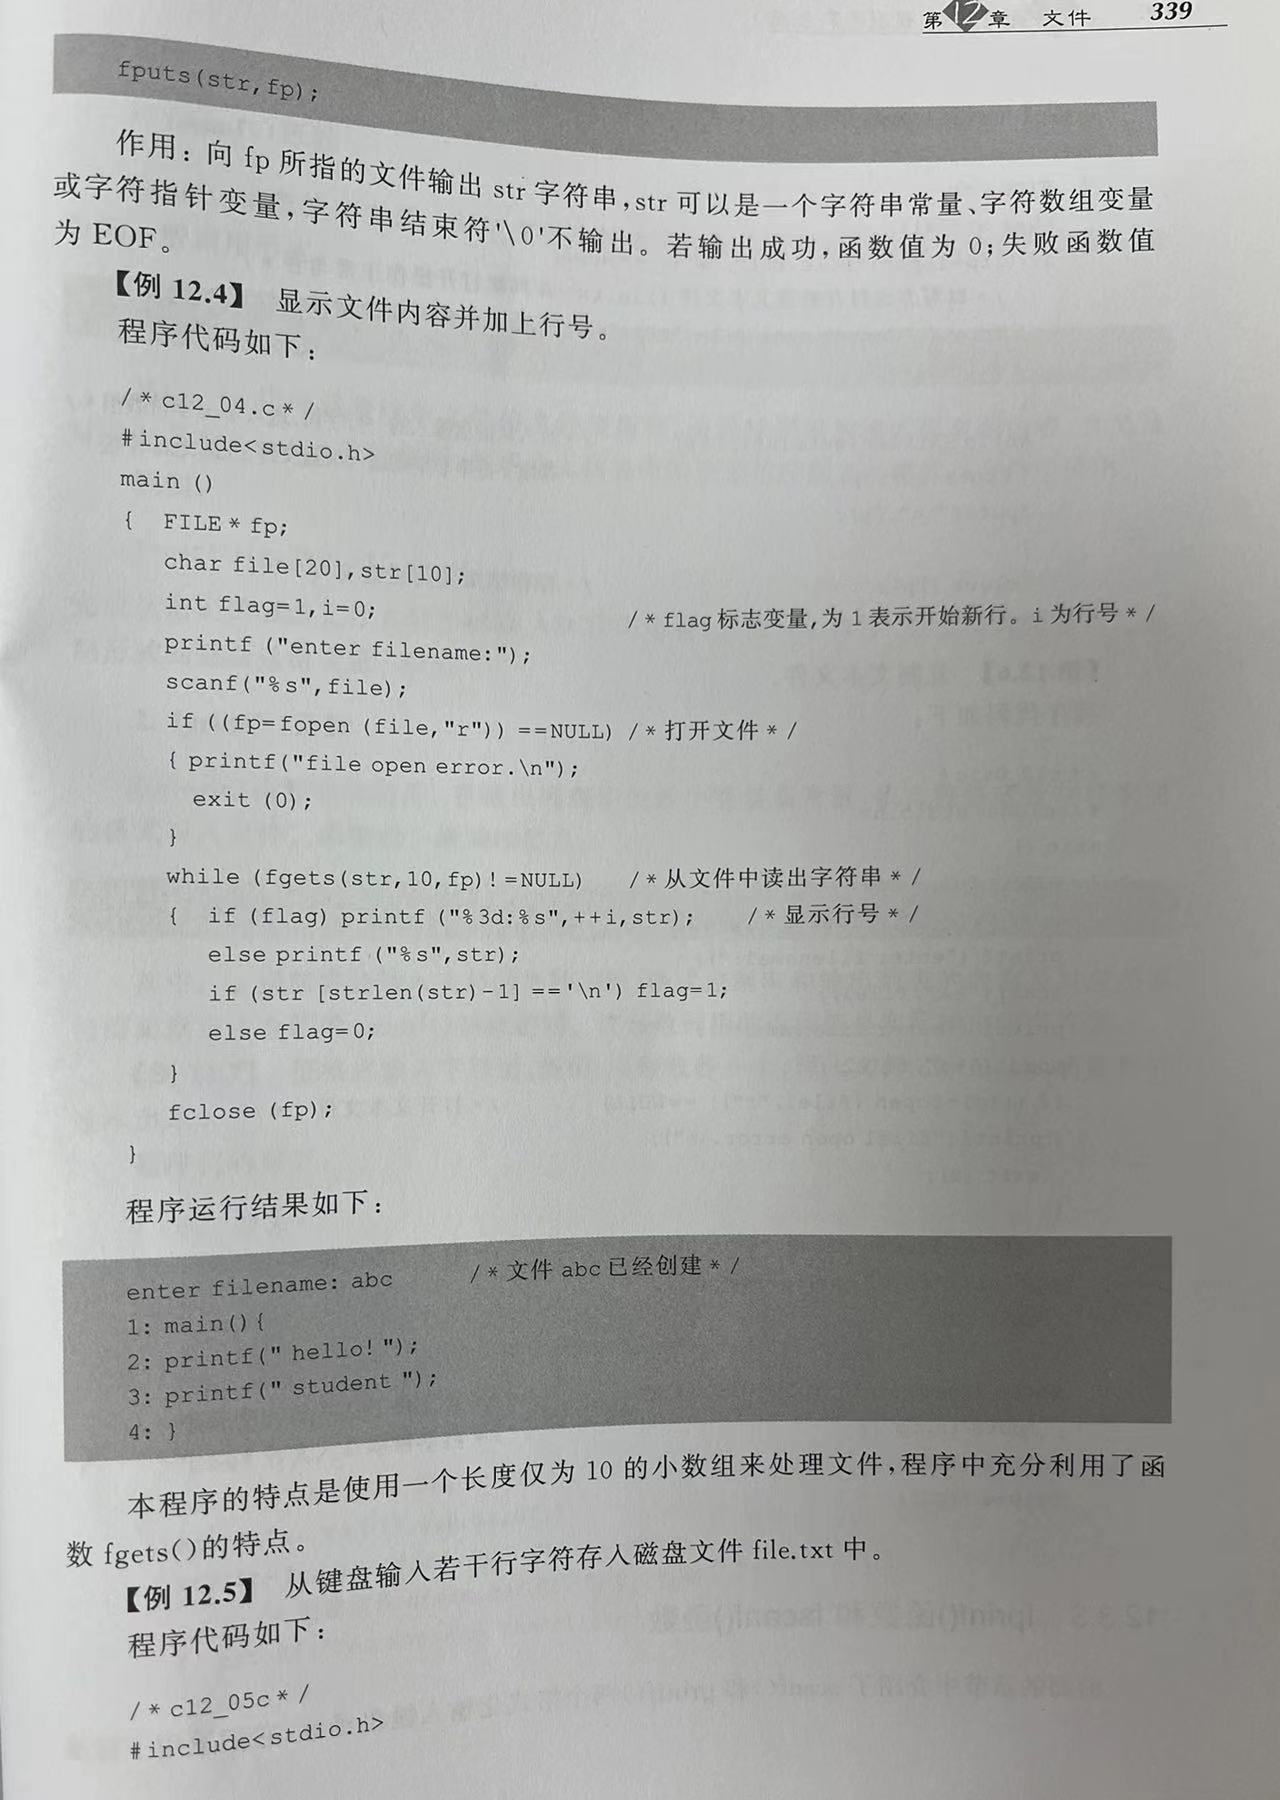 第12章 文件 339
fputs(str,fp);
作用：向 fp 所指的文件输出 str 字符串,str 可以是一个字符串常量、字符数组变量
或字符指针变量,字符串结束符'\0'不输出。若输出成功,函数值为 0;失败函数值
为 EOF。
【例 12.4】 显示文件内容并加上行号。
程序代码如下：
/*c12_04.c*/
#include<stdio.h>
main ()
{ FILE* fp;
char file[20],str[10];
int flag=1,i=0; /*flag 标志变量,为 1 表示开始新行。i 为行号*/
printf ("enter filename:");
scanf("%s",file);
if ((fp=fopen (file,"r")) ==NULL) /*打开文件*/
{ printf("file open error.\n");
exit (0);
}
while (fgets(str,10,fp)!=NULL) /*从文件中读出字符串*/
{ if (flag) printf ("%3d:%s",++i,str); /*显示行号*/
else printf ("%s",str);
if (str [strlen(str)-1] =='\n') flag=1;
else flag=0;
}
fclose (fp);
}
程序运行结果如下：
enter filename: abc /*文件 abc 已经创建*/
1: main(){
2: printf(" hello! ");
3: printf(" student ");
4: }
本程序的特点是使用一个长度仅为 10 的小数组来处理文件,程序中充分利用了函
数 fgets()的特点。
【例 12.5】 从键盘输入若干行字符存入磁盘文件 file.txt 中。
程序代码如下：
/*c12_05c*/
#include<stdio.h>